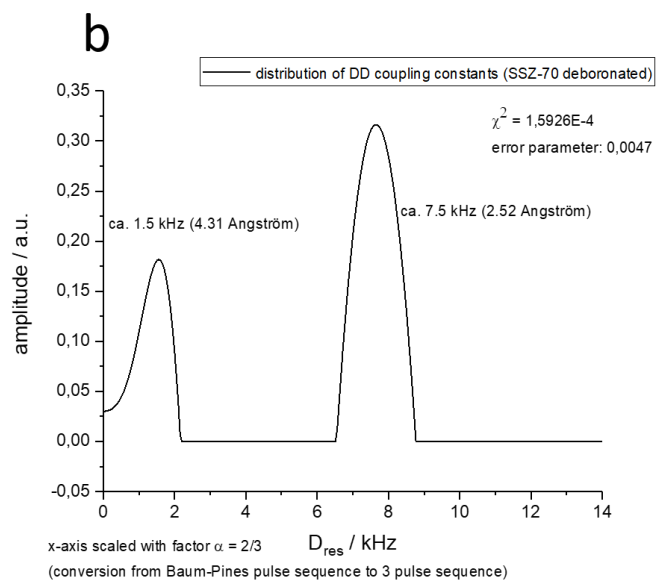 b
distribution of DD coupling constants (SSZ-70 deboronated)
0,35
0,30
0,25
0,20
0,15
0,10
0,05
0,00
-0,05
amplitude / a.u.
χ² = 1,5926E-4
error parameter: 0,0047
ca. 1.5 kHz (4.31 Angström)
ca. 7.5 kHz (2.52 Angström)
0 2 4 6 8 10 12 14
D_res / kHz
x-axis scaled with factor α = 2/3
(conversion from Baum-Pines pulse sequence to 3 pulse sequence)